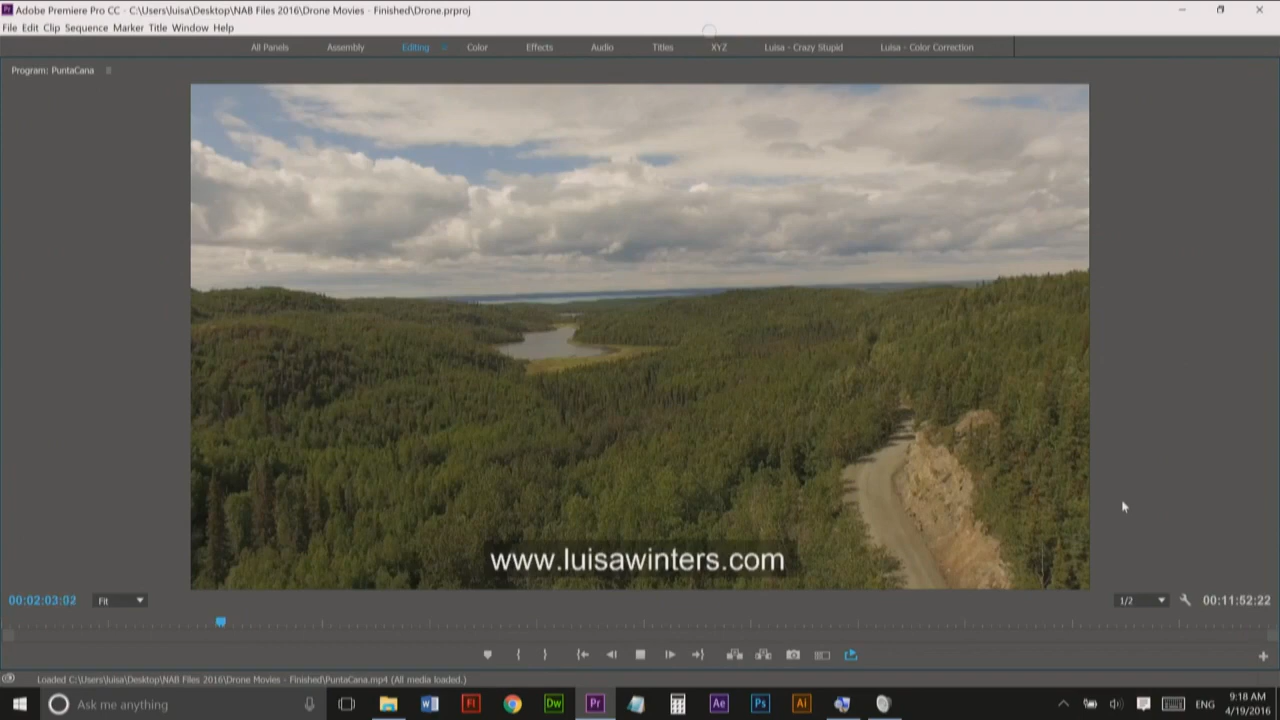 Adobe Premiere Pro CC - C:\Users\luisa\Desktop\NAB Files 2016\Drone Movies - Finished\Drone.prproj
File Edit Clip Sequence Marker Title Window Help
All Panels Assembly Editing Color Effects Audio Titles XYZ Luisa - Crazy Stupid Luisa - Color Correction
Program: PuntaCana
www.luisawinters.com
00:02:03:02 Fit 1/2 00:11:52:22
Loaded C:\Users\luisa\Desktop\NAB Files 2016\Drone Movies - Finished\PuntaCana.mp4 (All media loaded.)
Ask me anything
ENG
9:18 AM
4/19/2016